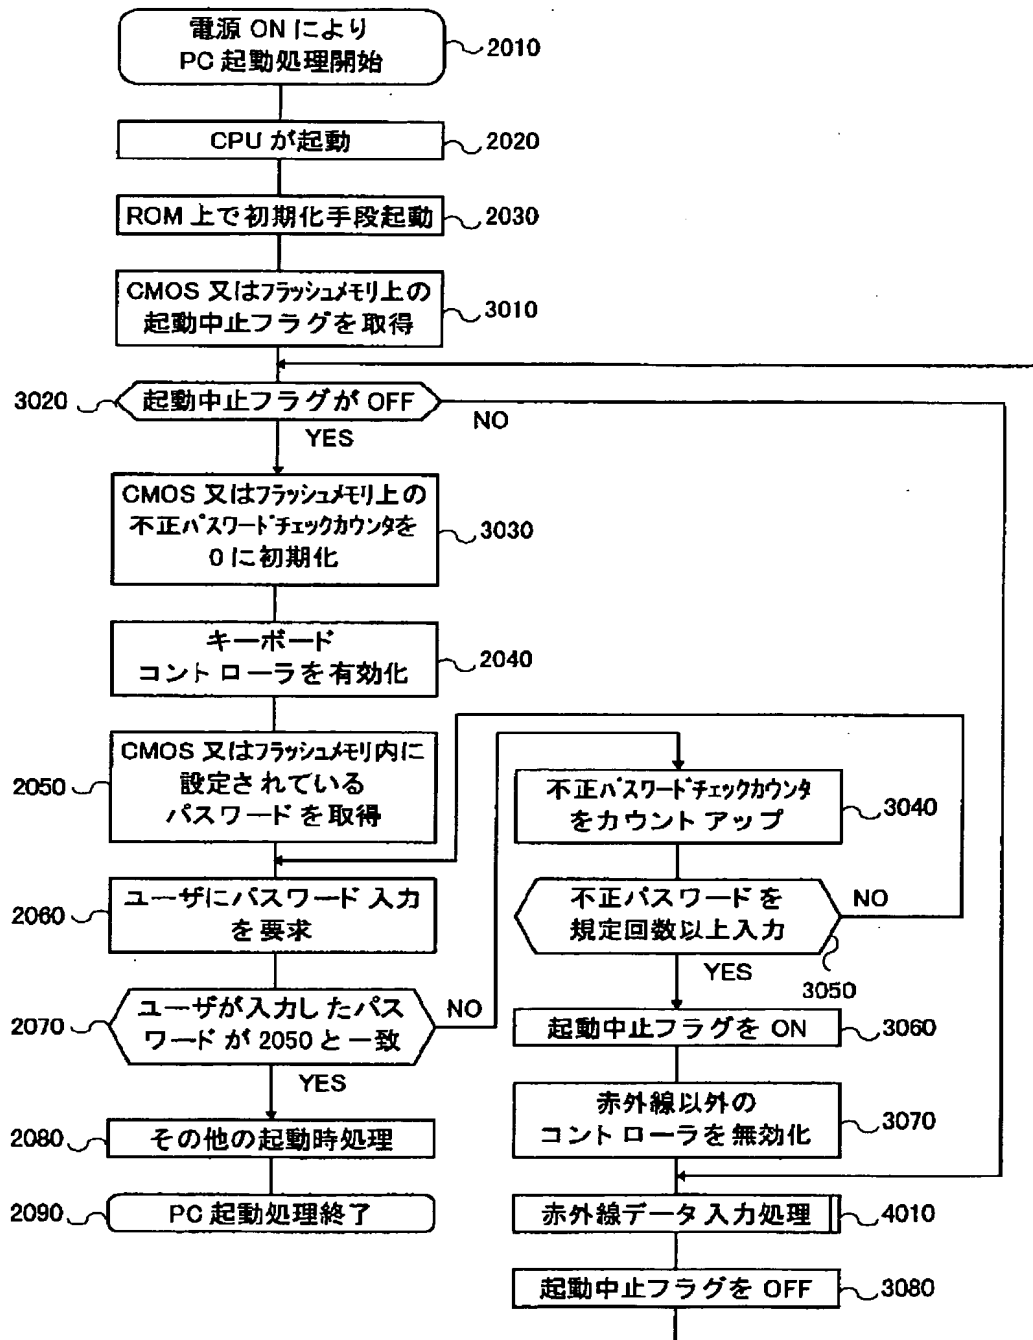 電源 ON により
PC 起動処理開始
2010
CPU が起動
2020
ROM 上で初期化手段起動
2030
CMOS 又はフラッシュメモリ上の
起動中止フラグを取得
3010
3020
起動中止フラグが OFF
NO
YES
CMOS 又はフラッシュメモリ上の
不正パスワードチェックカウンタを
0 に初期化
3030
キーボード
コントローラを有効化
2040
CMOS 又はフラッシュメモリ内に
設定されている
パスワードを取得
2050
ユーザにパスワード入力
を要求
2060
ユーザが入力したパス
ワードが 2050 と一致
2070
NO
YES
その他の起動時処理
2080
PC 起動処理終了
2090
不正パスワードチェックカウンタ
をカウントアップ
3040
不正パスワードを
規定回数以上入力
NO
YES
3050
起動中止フラグを ON
3060
赤外線以外の
コントローラを無効化
3070
赤外線データ入力処理
4010
起動中止フラグを OFF
3080